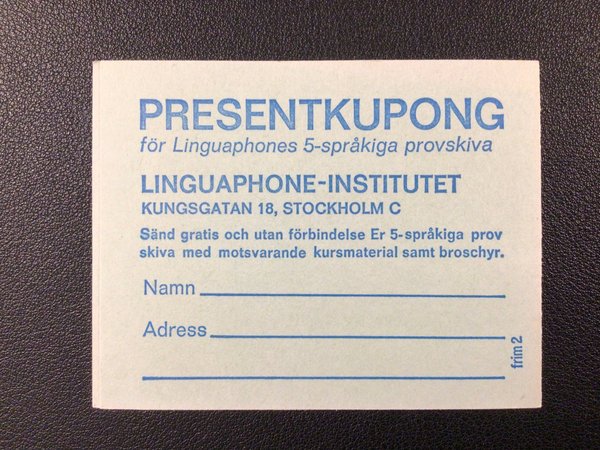 PRESENTKUPONG
för Linguaphones 5-språkiga provskiva
LINGUAPHONE-INSTITUTET
KUNGSGATAN 18, STOCKHOLM C
Sänd gratis och utan förbindelse Er 5-språkiga prov
skiva med motsvarande kursmaterial samt broschyr.
Namn
Adress
frim 2